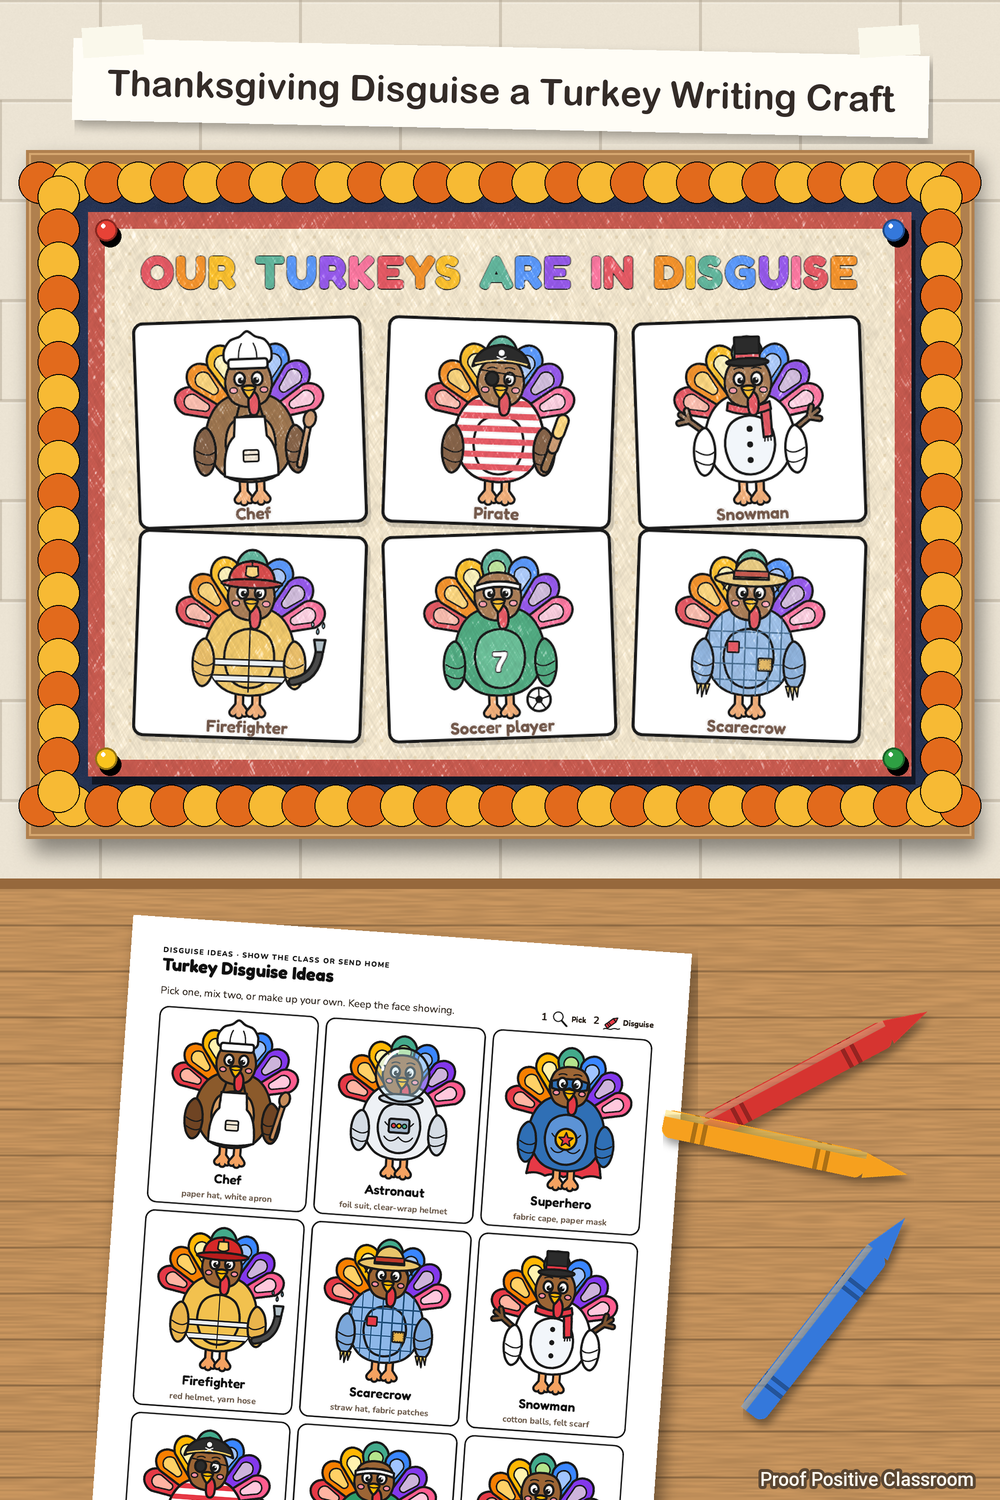 Thanksgiving Disguise a Turkey Writing Craft
OUR TURKEYS ARE IN DISGUISE
Chef
Pirate
Snowman
7
Firefighter
Soccer player
Scarecrow
DISGUISE IDEAS · SHOW THE CLASS OR SEND HOME
Turkey Disguise Ideas
Pick one, mix two, or make up your own. Keep the face showing.
1 Pick 2 Disguise
Chef
paper hat, white apron
Astronaut
foil suit, clear-wrap helmet
Superhero
fabric cape, paper mask
Firefighter
red helmet, yarn hose
Scarecrow
straw hat, fabric patches
Snowman
cotton balls, felt scarf
Proof Positive Classroom